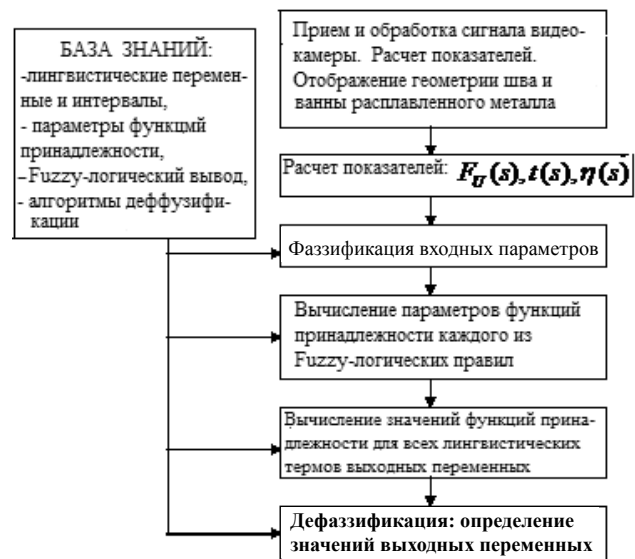 БАЗА ЗНАНИЙ:
-лингвистические перемен-
ные и интервалы,
- параметры функцмй
принадлежности,
–Fuzzy-логический вывод,
- алгоритмы деффузифи-
кации
Прием и обработка сигнала видео-
камеры. Расчет показателей.
Отображение геометрии шва и
ванны расплавленного металла
Расчет показателей: F_U(s),t(s),η(s)
Фаззификация входных параметров
Вычисление параметров функций
принадлежности каждого из
Fuzzy-логических правил
Вычисление значений функций прина-
длежности для всех лингвистических
термов выходных переменных
Дефаззификация: определение
значений выходных переменных